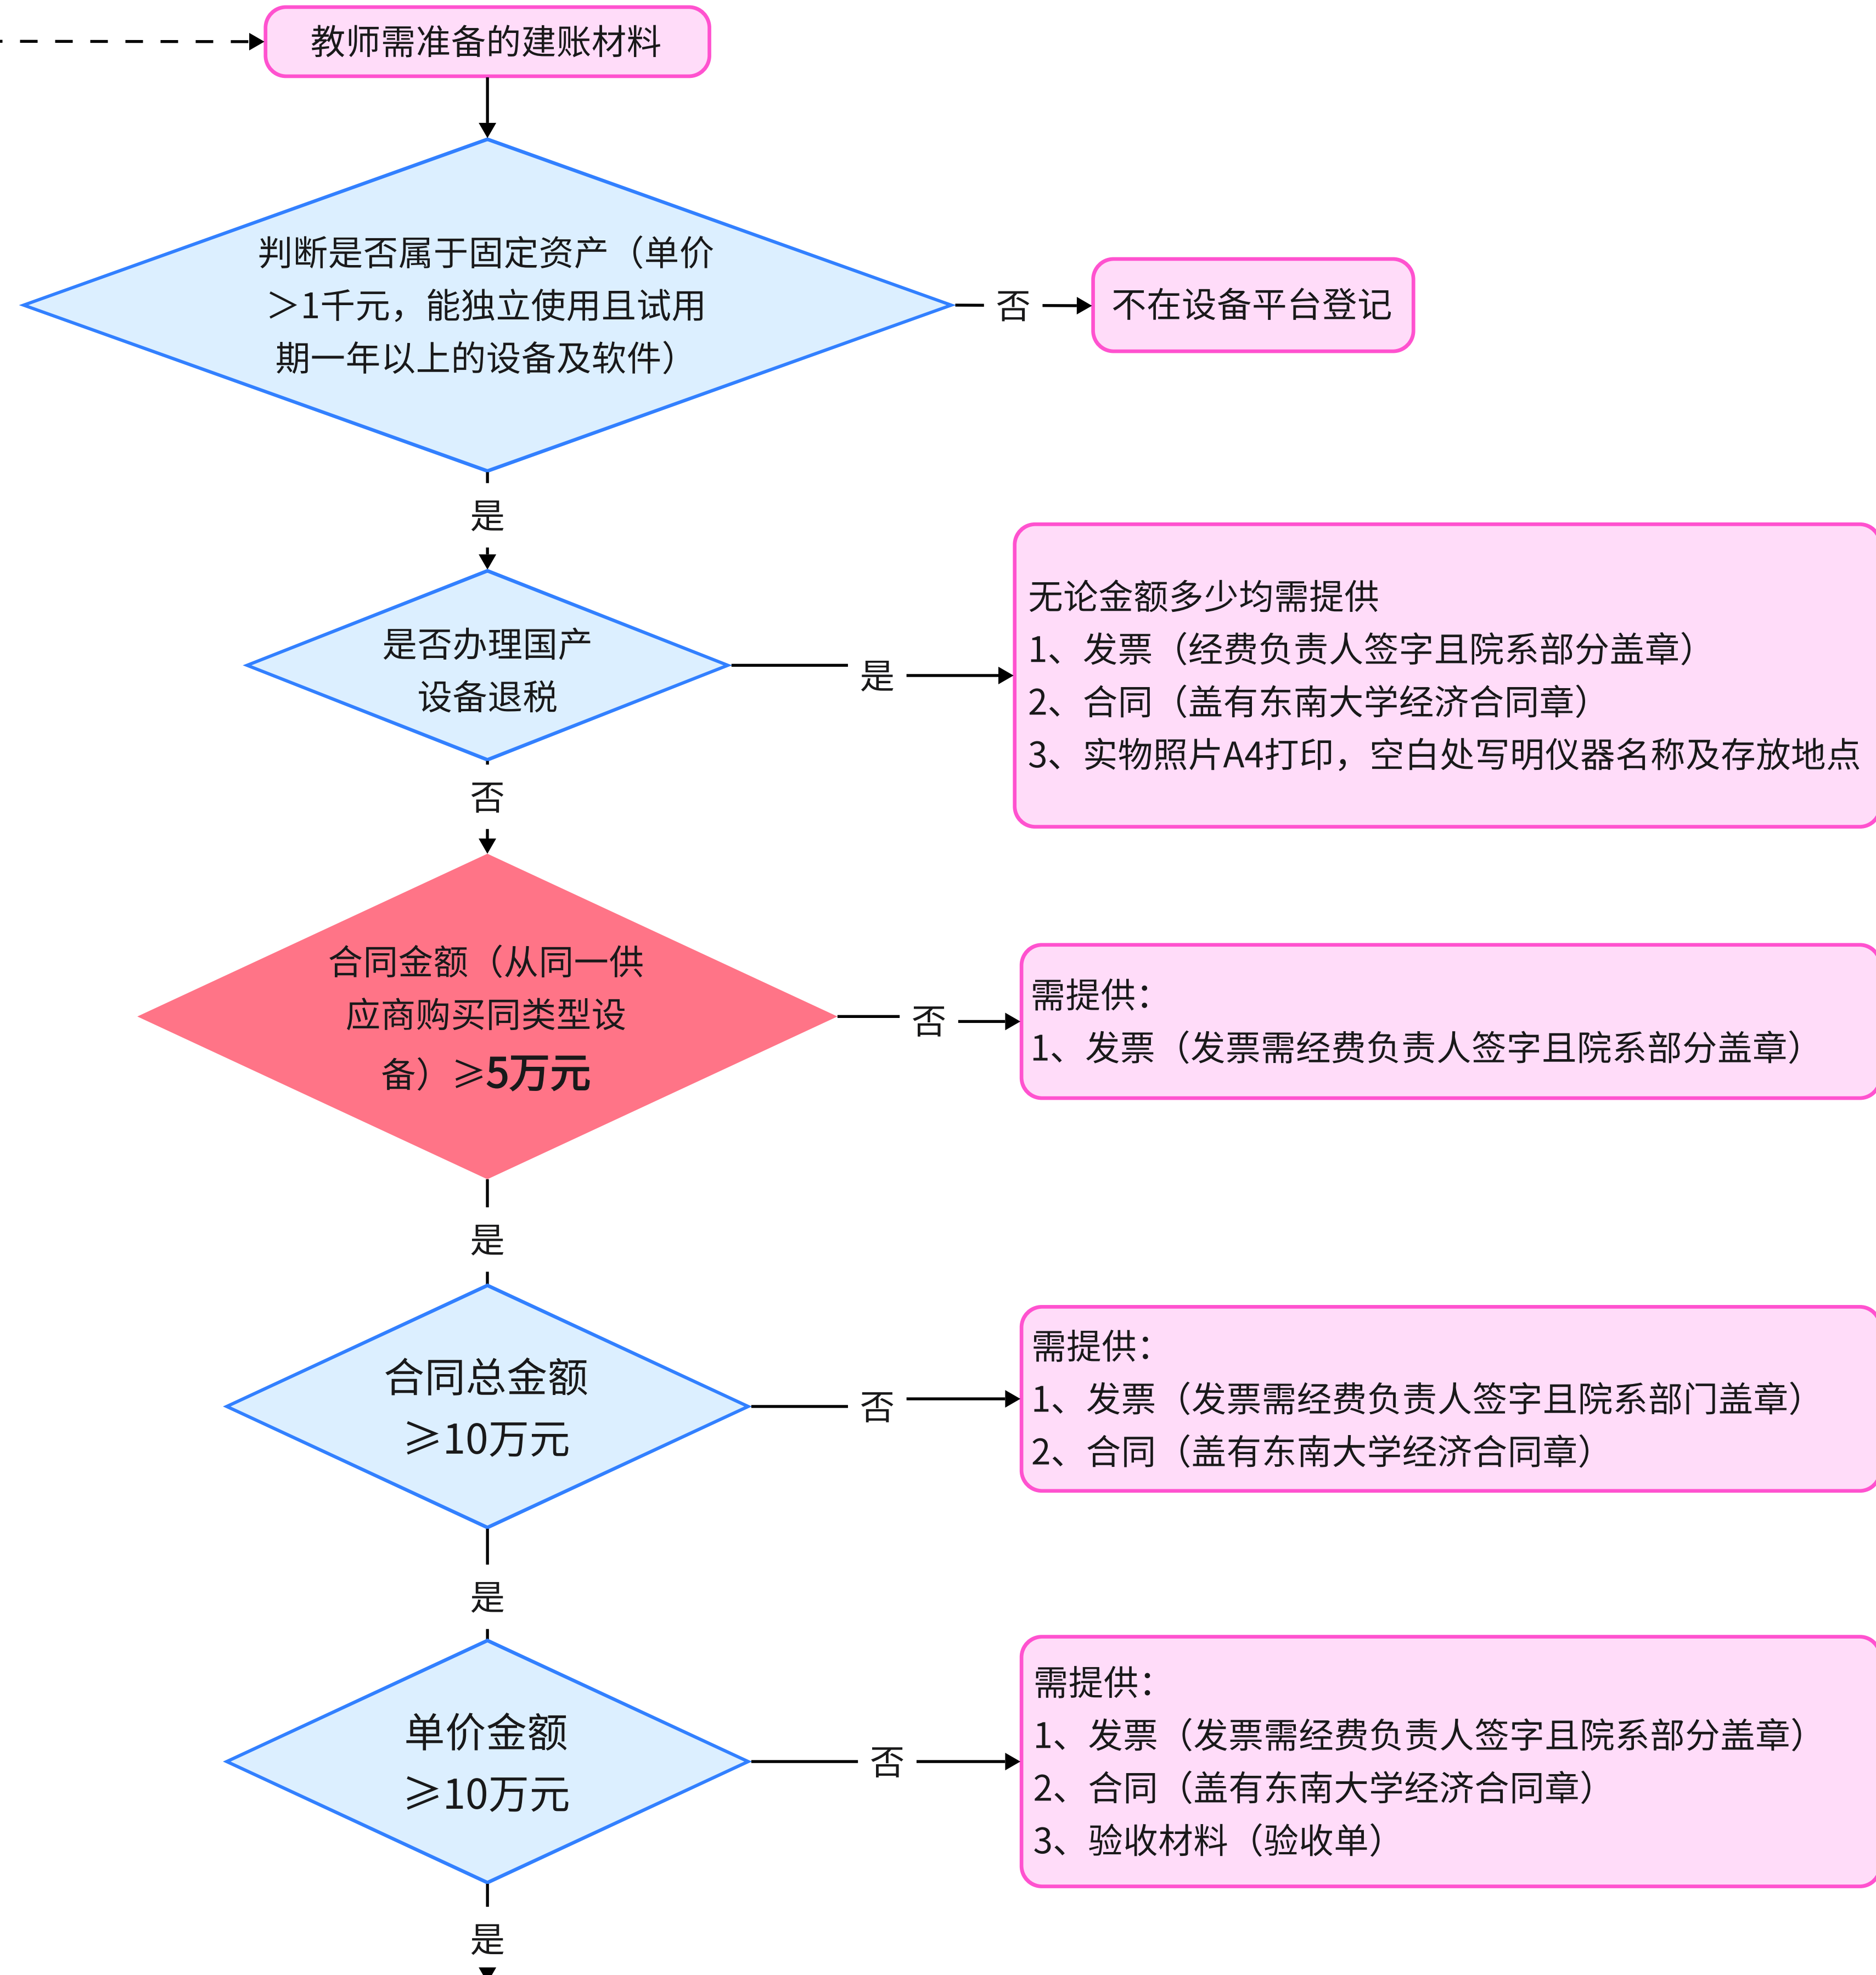 教师需准备的建账材料
判断是否属于固定资产（单价
＞1千元，能独立使用且试用
期一年以上的设备及软件）
否
不在设备平台登记
是
是否办理国产
设备退税
是
无论金额多少均需提供
1、发票（经费负责人签字且院系部分盖章）
2、合同（盖有东南大学经济合同章）
3、实物照片A4打印，空白处写明仪器名称及存放地点
否
合同金额（从同一供
应商购买同类型设
备）≥5万元
否
需提供：
1、发票（发票需经费负责人签字且院系部分盖章）
是
合同总金额
≥10万元
否
需提供：
1、发票（发票需经费负责人签字且院系部门盖章）
2、合同（盖有东南大学经济合同章）
是
单价金额
≥10万元
否
需提供：
1、发票（发票需经费负责人签字且院系部分盖章）
2、合同（盖有东南大学经济合同章）
3、验收材料（验收单）
是